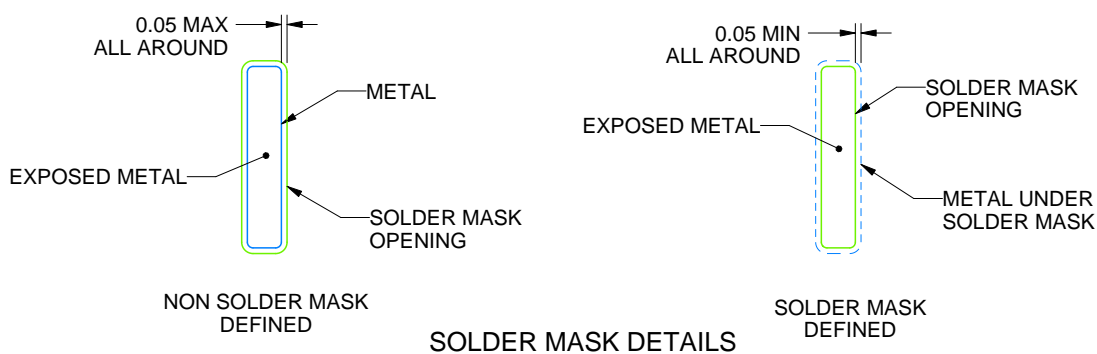 0.05 MAX
ALL AROUND
METAL
EXPOSED METAL
SOLDER MASK
OPENING
NON SOLDER MASK
DEFINED
0.05 MIN
ALL AROUND
SOLDER MASK
OPENING
EXPOSED METAL
METAL UNDER
SOLDER MASK
SOLDER MASK
DEFINED
SOLDER MASK DETAILS